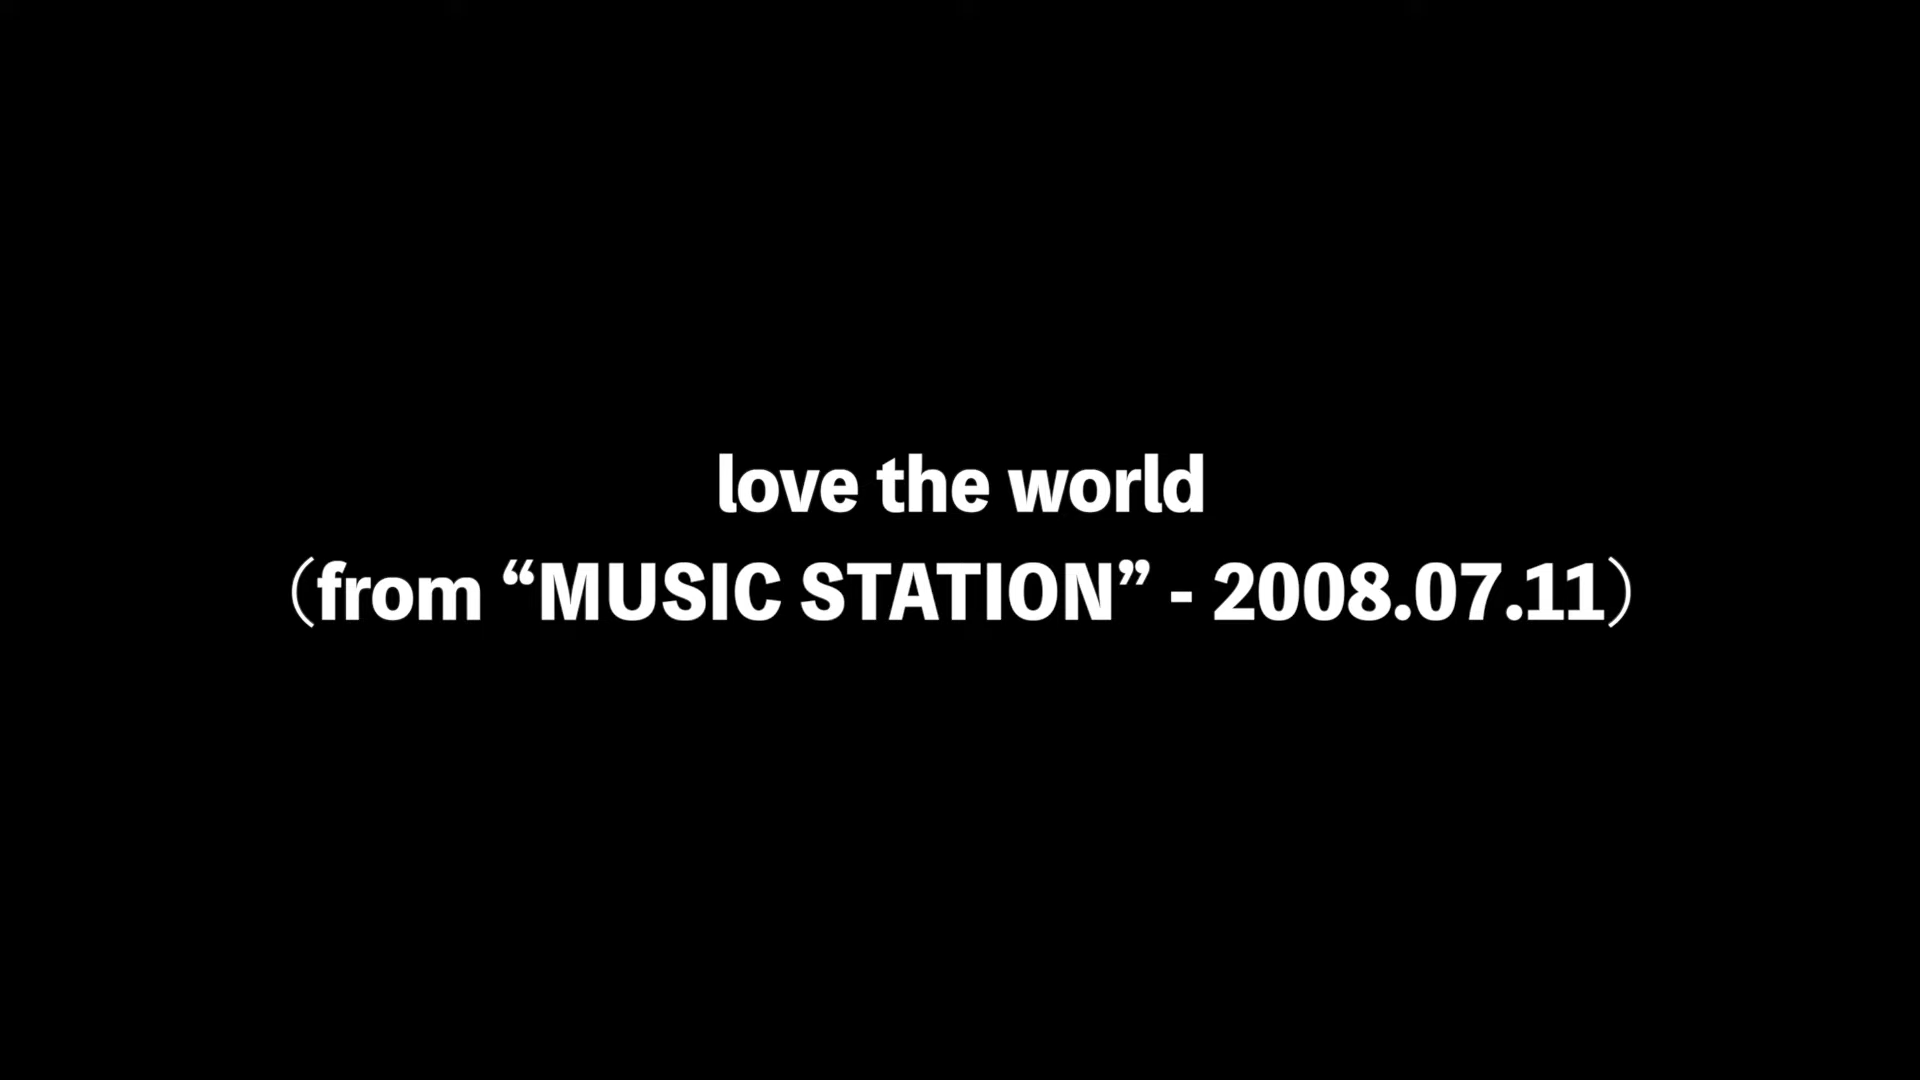 love the world
（from “MUSIC STATION” - 2008.07.11）